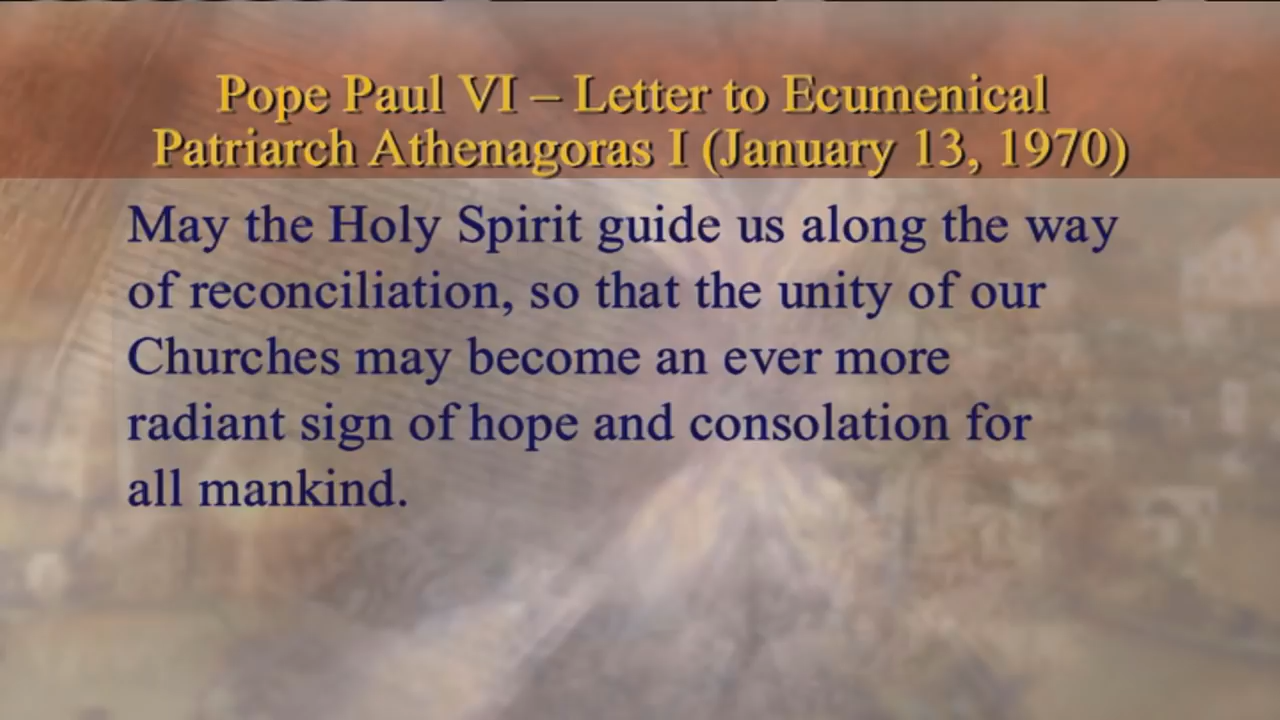 Pope Paul VI – Letter to Ecumenical
Patriarch Athenagoras I (January 13, 1970)
May the Holy Spirit guide us along the way
of reconciliation, so that the unity of our
Churches may become an ever more
radiant sign of hope and consolation for
all mankind.